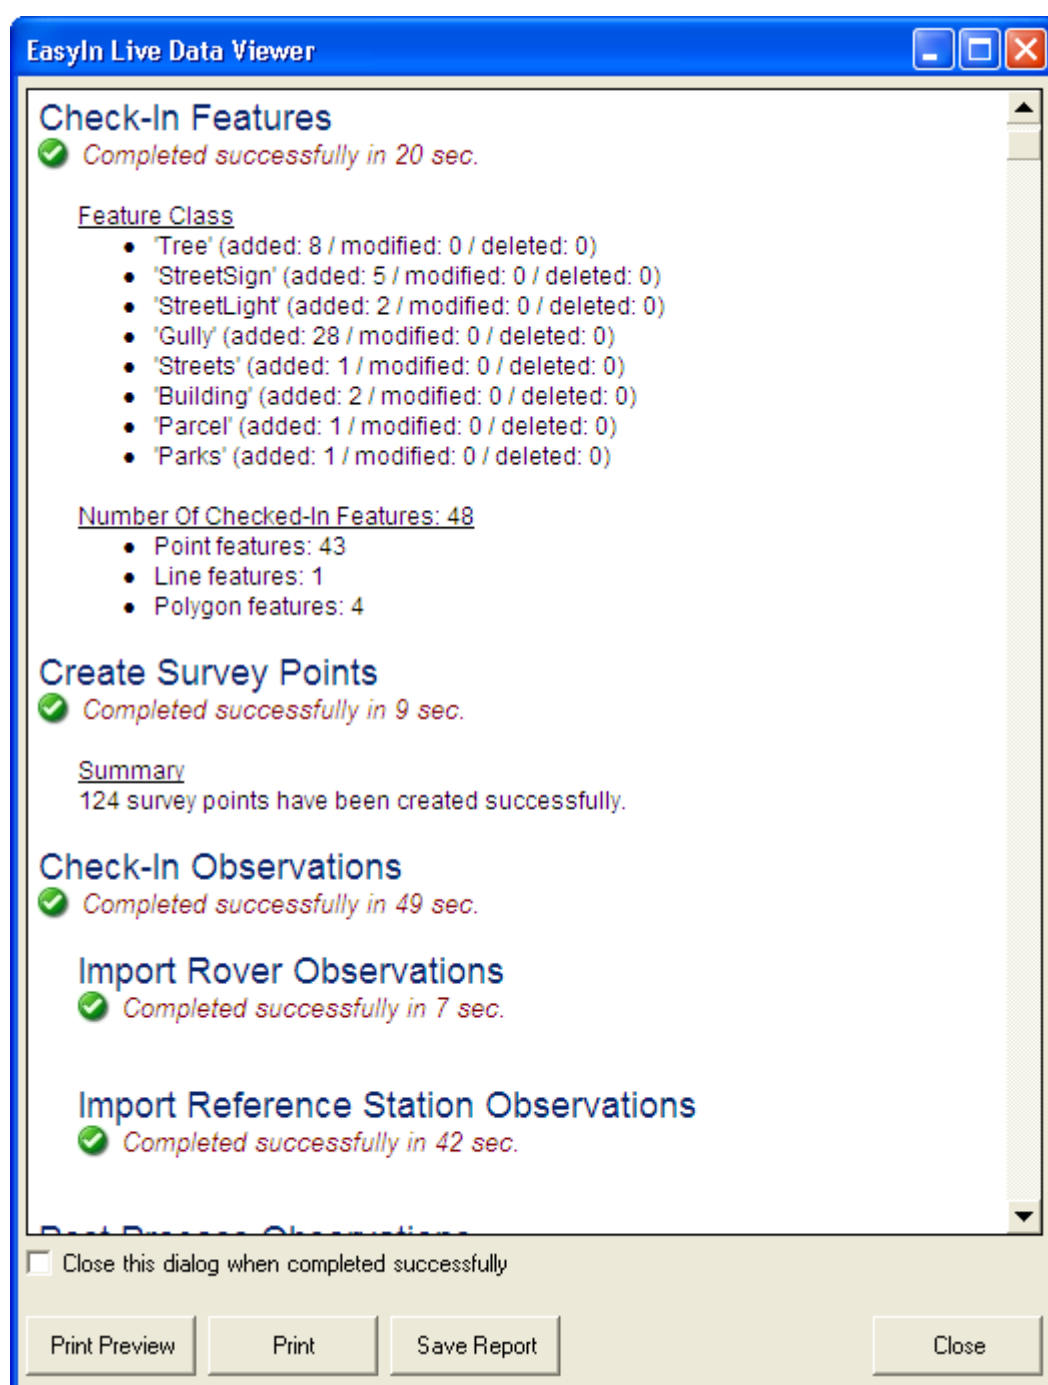 EasyIn Live Data Viewer
Check-In Features
Completed successfully in 20 sec.
Feature Class
• 'Tree' (added: 8 / modified: 0 / deleted: 0)
• 'StreetSign' (added: 5 / modified: 0 / deleted: 0)
• 'StreetLight' (added: 2 / modified: 0 / deleted: 0)
• 'Gully' (added: 28 / modified: 0 / deleted: 0)
• 'Streets' (added: 1 / modified: 0 / deleted: 0)
• 'Building' (added: 2 / modified: 0 / deleted: 0)
• 'Parcel' (added: 1 / modified: 0 / deleted: 0)
• 'Parks' (added: 1 / modified: 0 / deleted: 0)
Number Of Checked-In Features: 48
• Point features: 43
• Line features: 1
• Polygon features: 4
Create Survey Points
Completed successfully in 9 sec.
Summary
124 survey points have been created successfully.
Check-In Observations
Completed successfully in 49 sec.
Import Rover Observations
Completed successfully in 7 sec.
Import Reference Station Observations
Completed successfully in 42 sec.
Post Process Observations
Close this dialog when completed successfully
Print Preview
Print
Save Report
Close